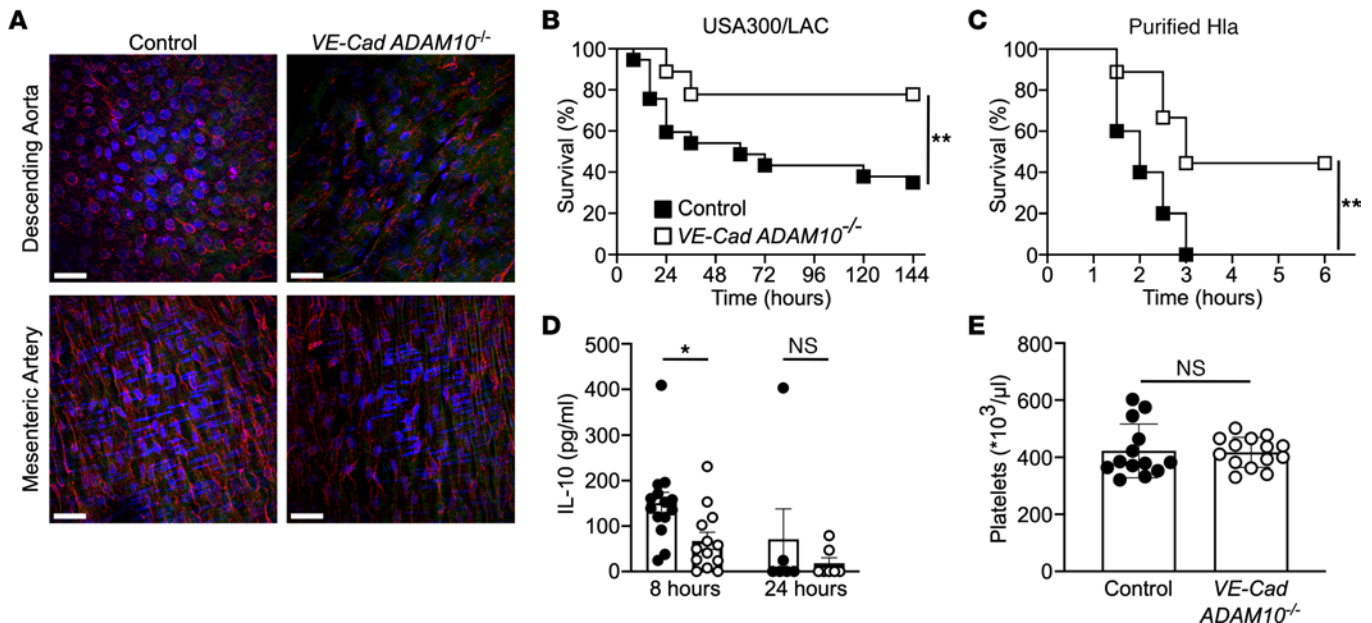 A
Control
VE-Cad ADAM10-/-
Descending Aorta
Mesenteric Artery
B
USA300/LAC
Survival (%)
100
80
60
40
20
0
0 24 48 72 96 120 144
Time (hours)
Control
VE-Cad ADAM10-/-
**
C
Purified Hla
Survival (%)
100
80
60
40
20
0
0 1 2 3 4 5 6
Time (hours)
**
D
IL-10 (pg/ml)
500
400
300
200
100
0
*
NS
8 hours 24 hours
E
Platelets (*10^3/µl)
800
600
400
200
0
NS
Control
VE-Cad
ADAM10-/-